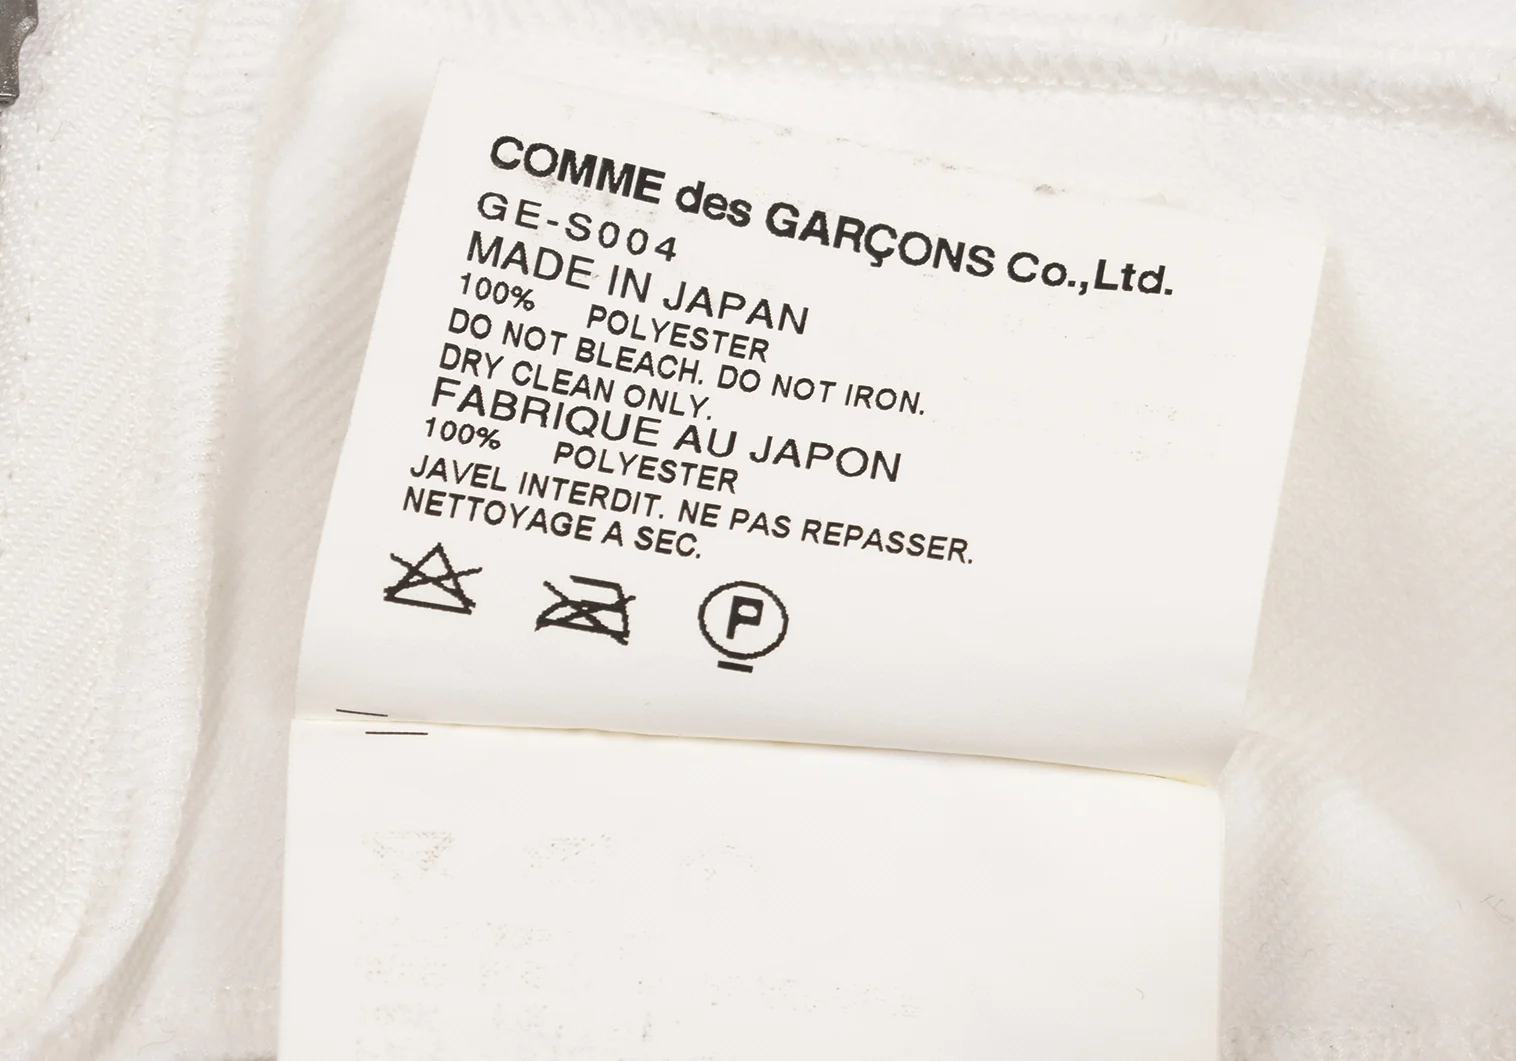 COMME des GARÇONS Co.,Ltd.
GE-S004
MADE IN JAPAN
100% POLYESTER
DO NOT BLEACH. DO NOT IRON.
DRY CLEAN ONLY.
FABRIQUE AU JAPON
100% POLYESTER
JAVEL INTERDIT. NE PAS REPASSER.
NETTOYAGE A SEC.
P